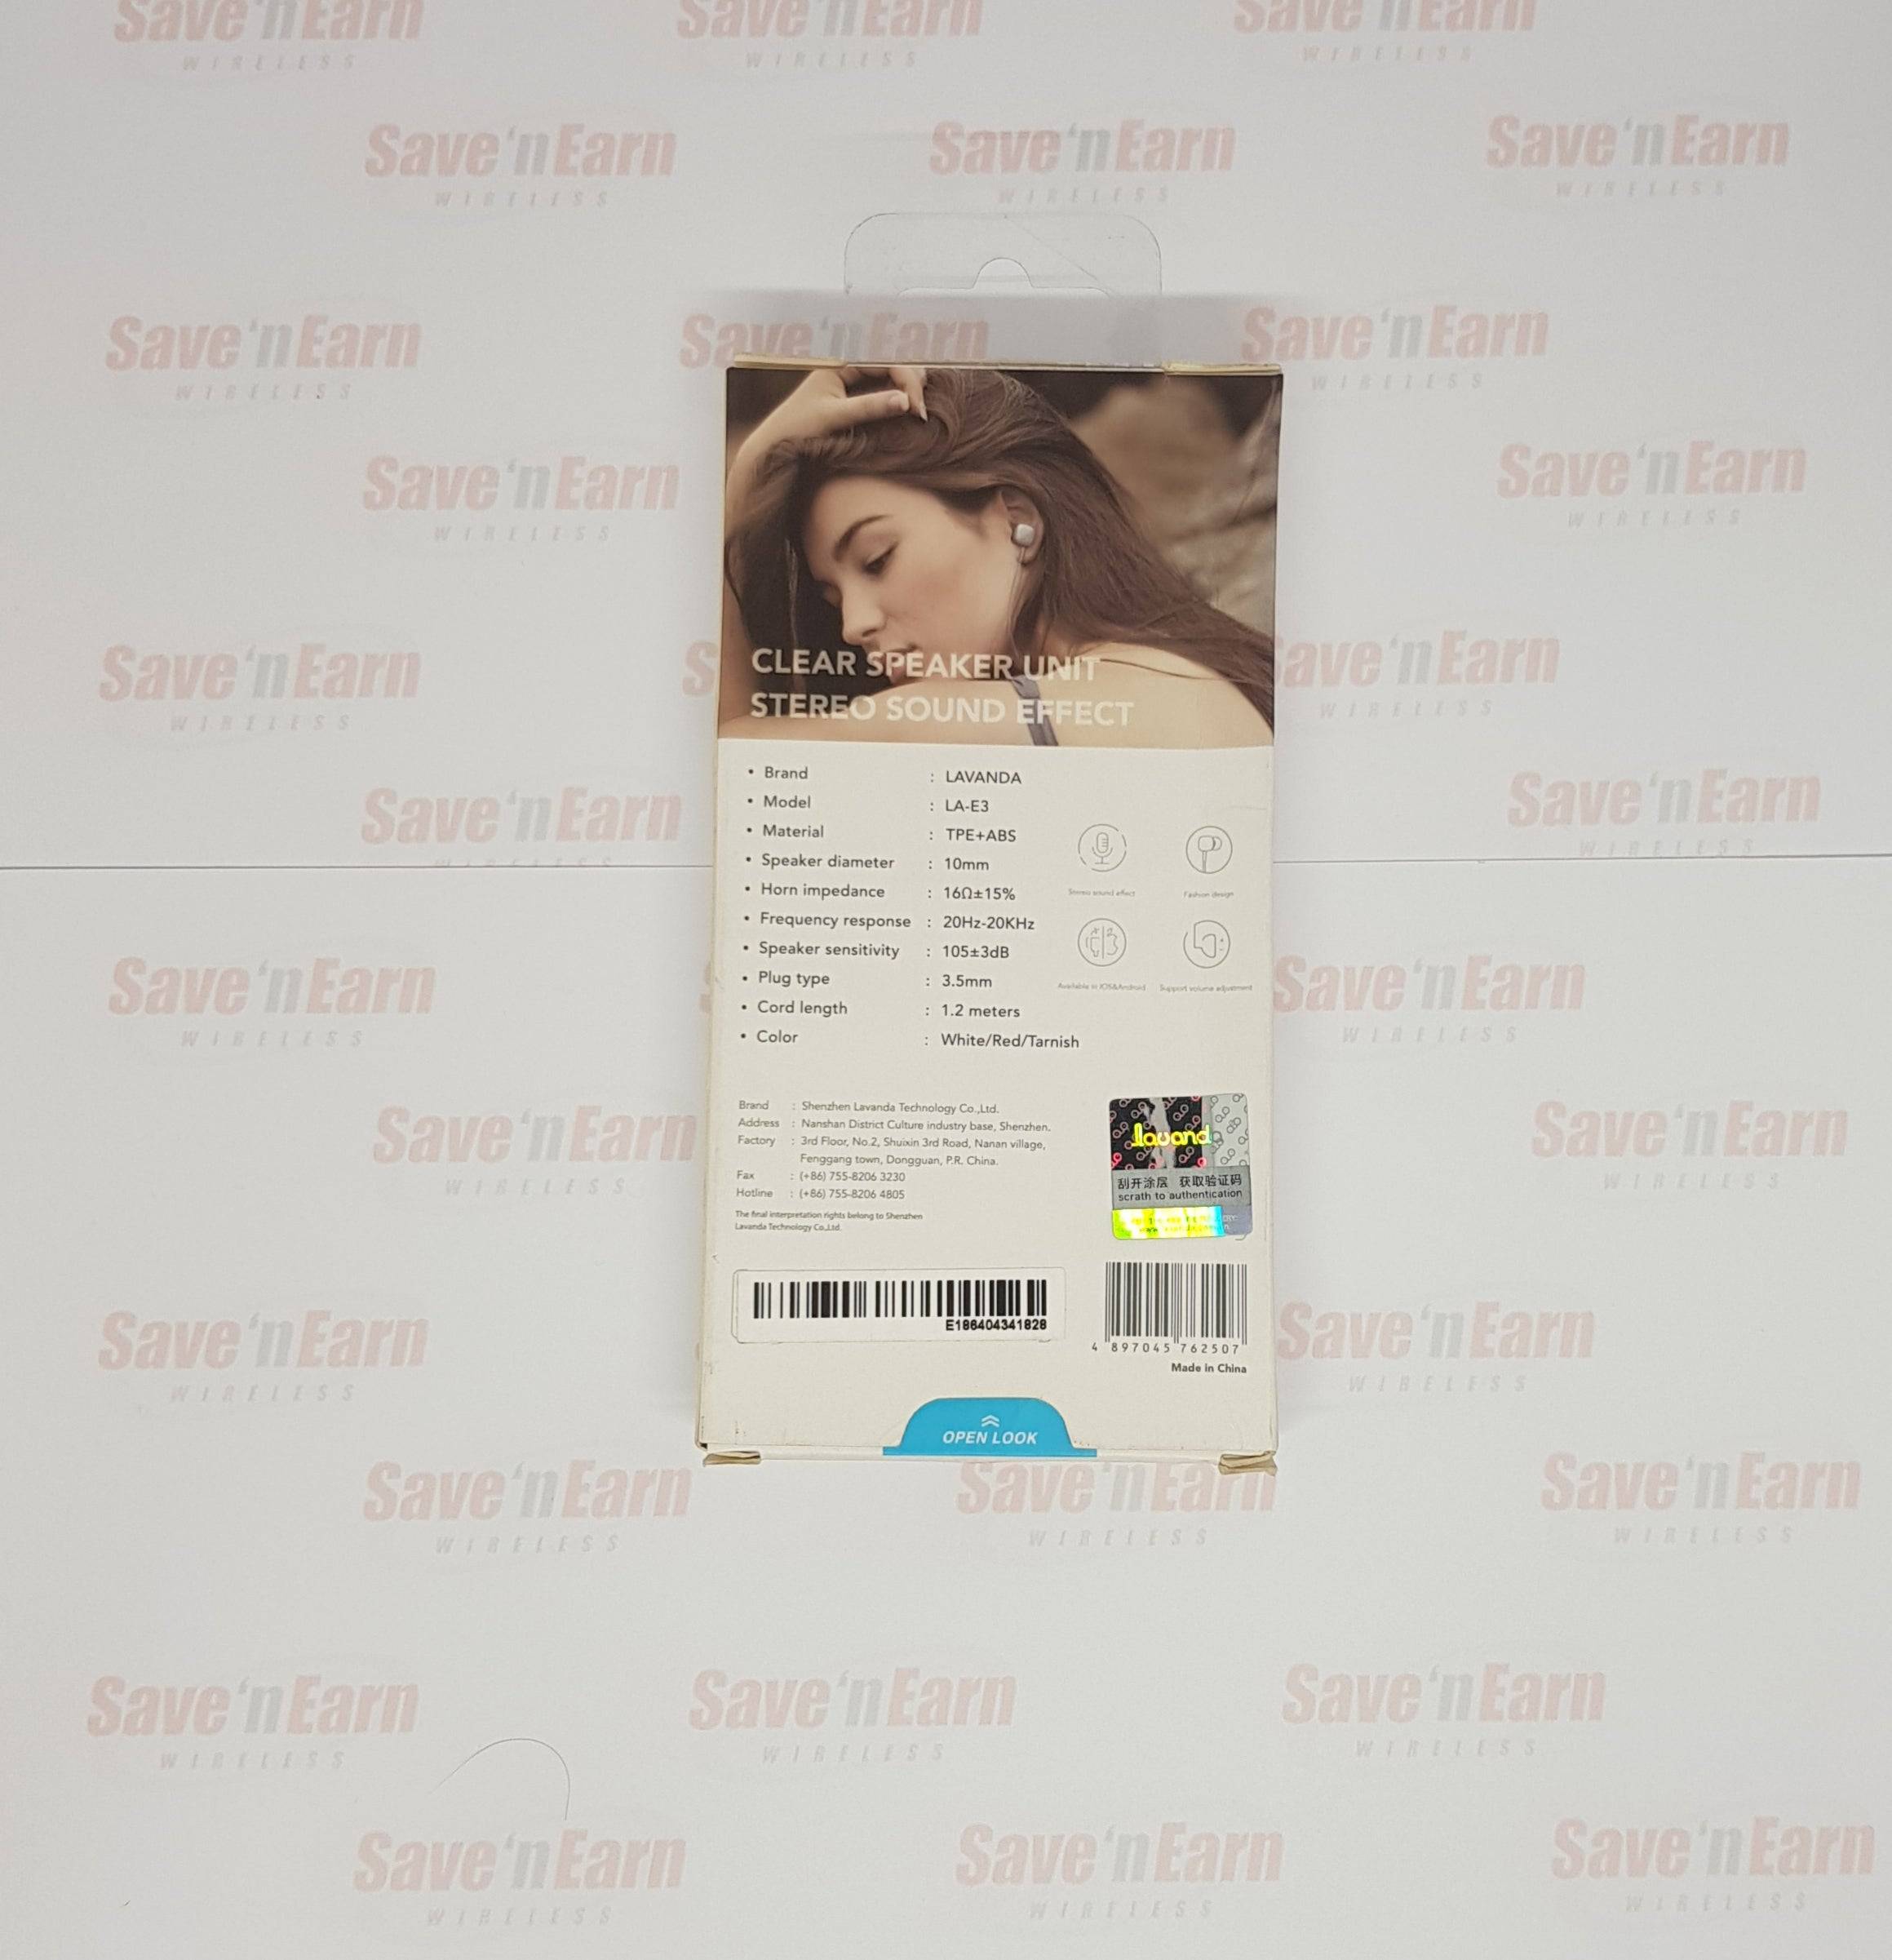 Save 'n Earn
WIRELESS
CLEAR SPEAKER UNIT
STEREO SOUND EFFECT
• Brand : LAVANDA
• Model : LA-E3
• Material : TPE+ABS
• Speaker diameter : 10mm
• Horn impedance : 16Ω±15%
• Frequency response : 20Hz-20KHz
• Speaker sensitivity : 105±3dB
• Plug type : 3.5mm
• Cord length : 1.2 meters
• Color : White/Red/Tarnish
Stereo sound effect
Fashion design
Available to IOS&Android
Support volume adjustment
Brand : Shenzhen Lavanda Technology Co.,Ltd.
Address : Nanshan District Culture industry base, Shenzhen.
Factory : 3rd Floor, No.2, Shuixin 3rd Road, Nanan village,
Fenggang town, Dongguan, P.R. China.
Fax : (+86) 755-8206 3230
Hotline : (+86) 755-8206 4805
The final interpretation rights belong to Shenzhen
Lavanda Technology Co.,Ltd.
lavand
刮开涂层 获取验证码
scrath to authentication
E186404341828
4 897045 762507
Made in China
OPEN LOOK